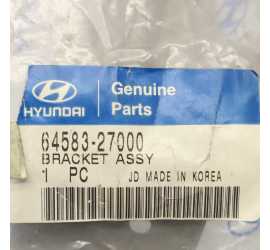 HYUNDAI
Genuine
Parts
64583-27000
BRACKET ASSY
1 PC JD MADE IN KOREA